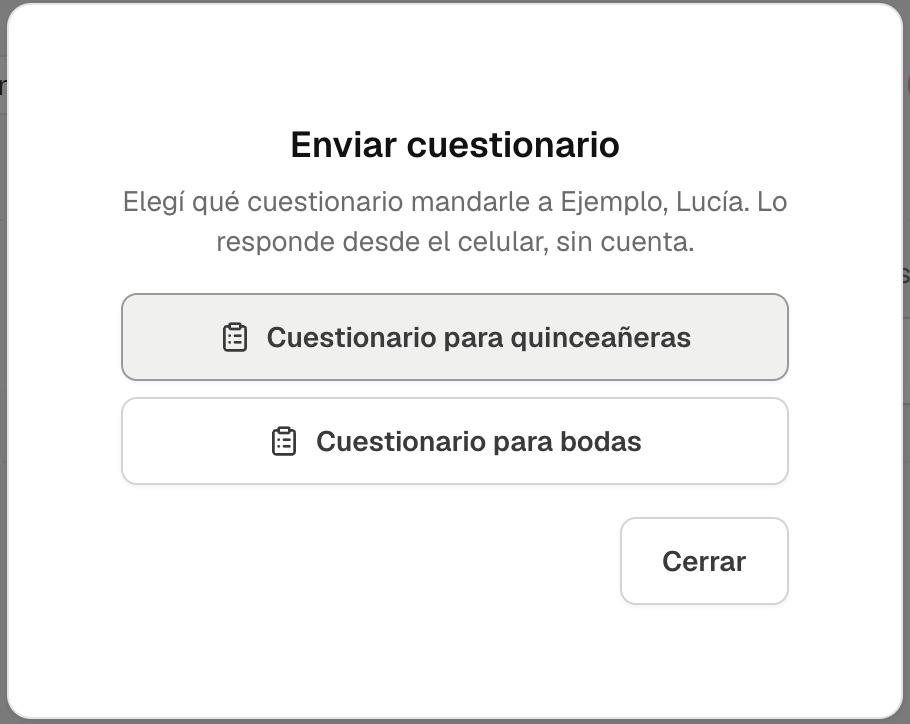 Enviar cuestionario
Elegí qué cuestionario mandarle a Ejemplo, Lucía. Lo
responde desde el celular, sin cuenta.
Cuestionario para quinceañeras
Cuestionario para bodas
Cerrar